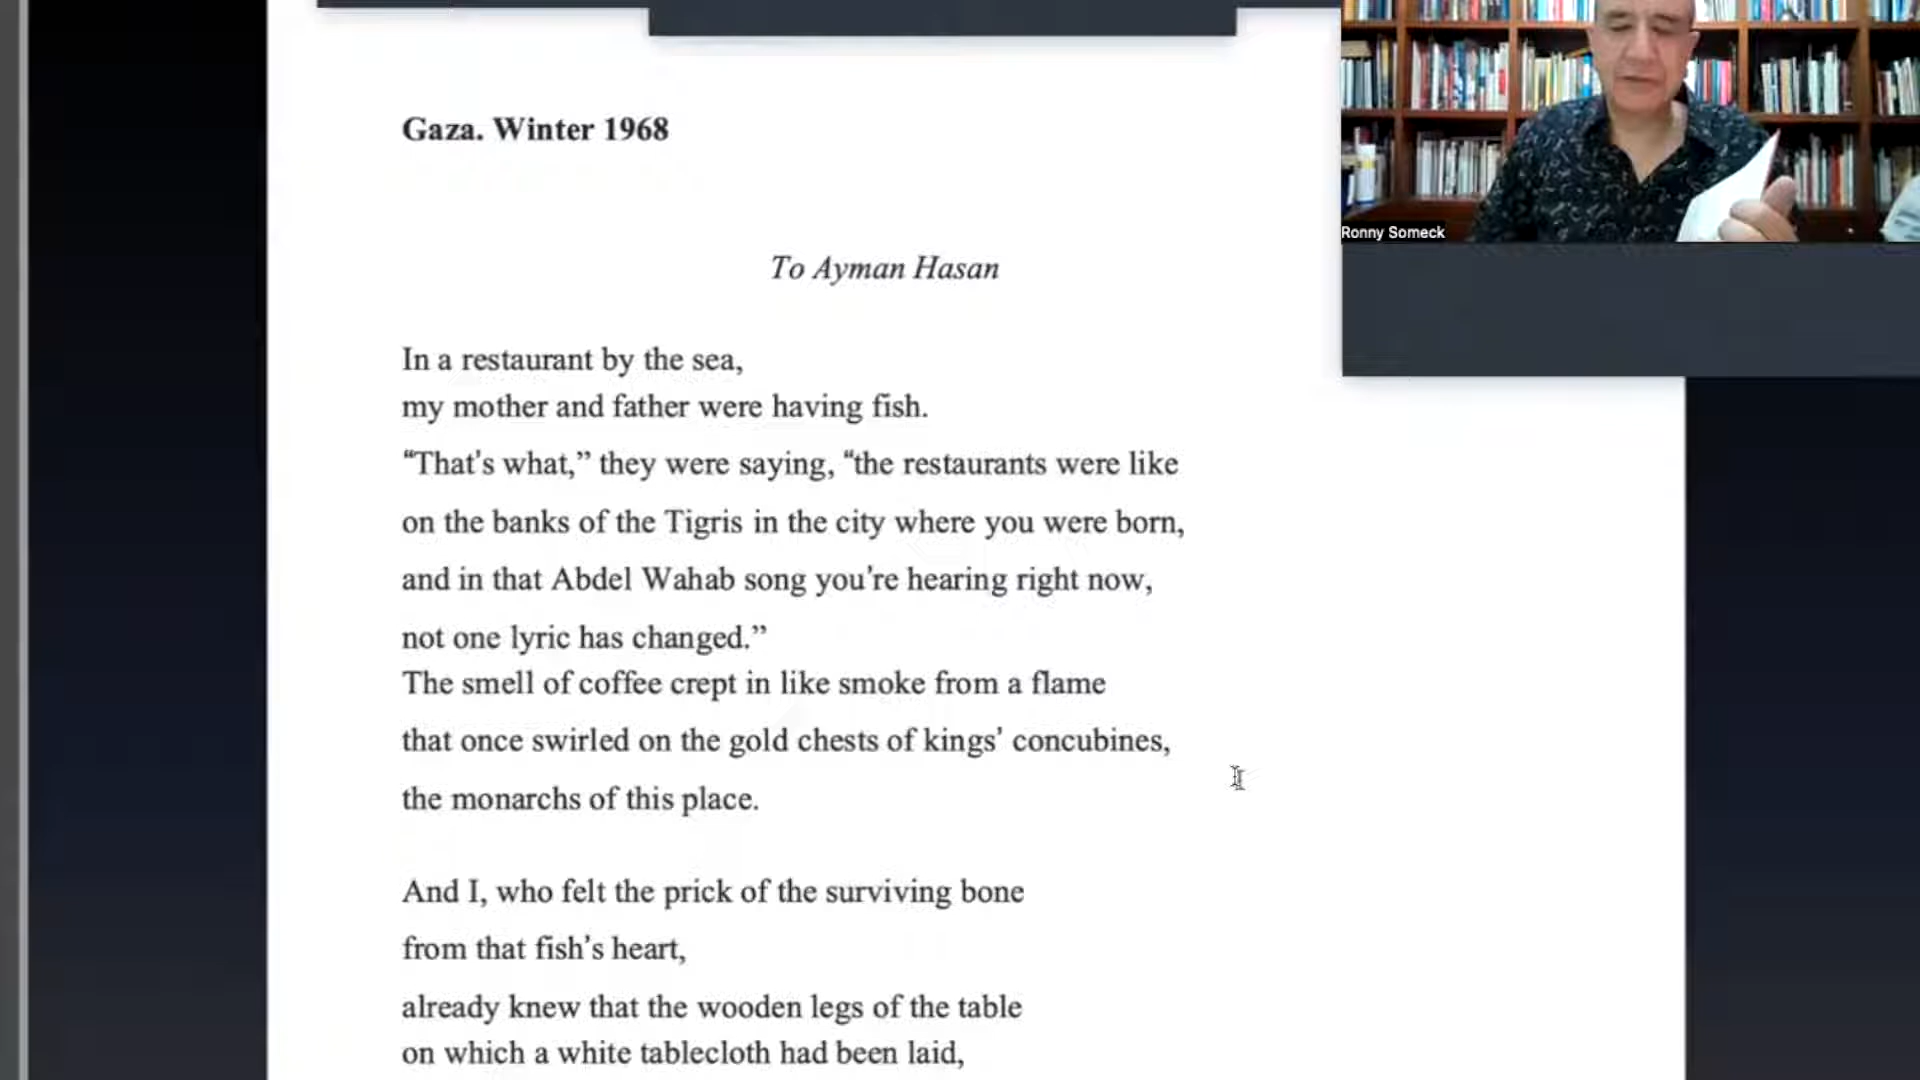 Gaza. Winter 1968
Ronny Someck
To Ayman Hasan
In a restaurant by the sea,
my mother and father were having fish.
“That's what,” they were saying, “the restaurants were like
on the banks of the Tigris in the city where you were born,
and in that Abdel Wahab song you're hearing right now,
not one lyric has changed.”
The smell of coffee crept in like smoke from a flame
that once swirled on the gold chests of kings' concubines,
the monarchs of this place.
And I, who felt the prick of the surviving bone
from that fish's heart,
already knew that the wooden legs of the table
on which a white tablecloth had been laid,